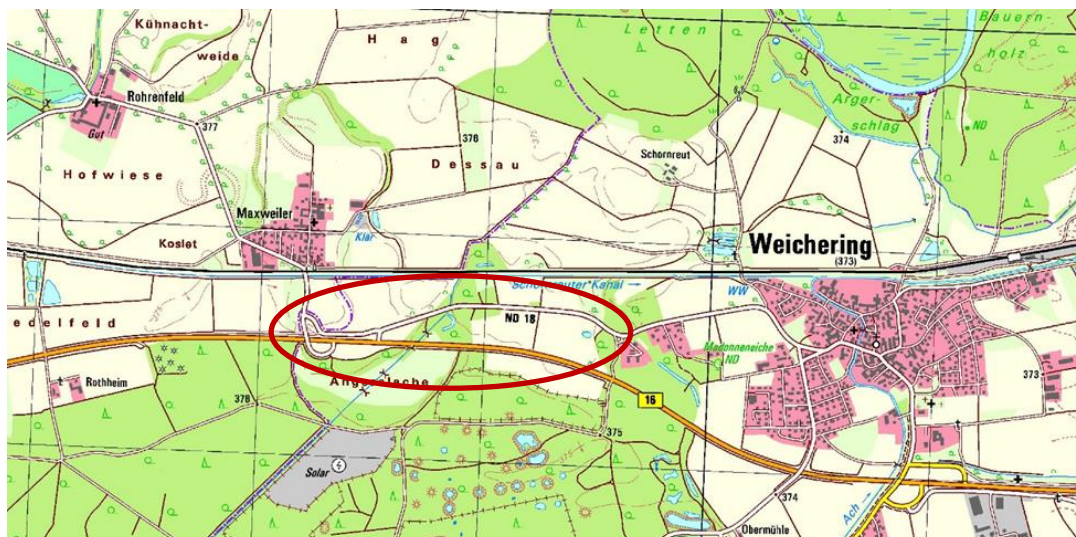 Kühnacht-
weide
Hag
Letten
Bauern-
holz
Rohrenfeld
Gut
377
376
Arger-
schlag
ND
374
Hofwiese
Dessau
Schornreut
Maxweiler
Klär
Koslet
Weichering
(373)
Schornreuter Kanal
WW
edelfeld
ND 18
Madonneneiche
ND
Rothheim
373
16
378
375
Solar
374
Obermühle
Ach